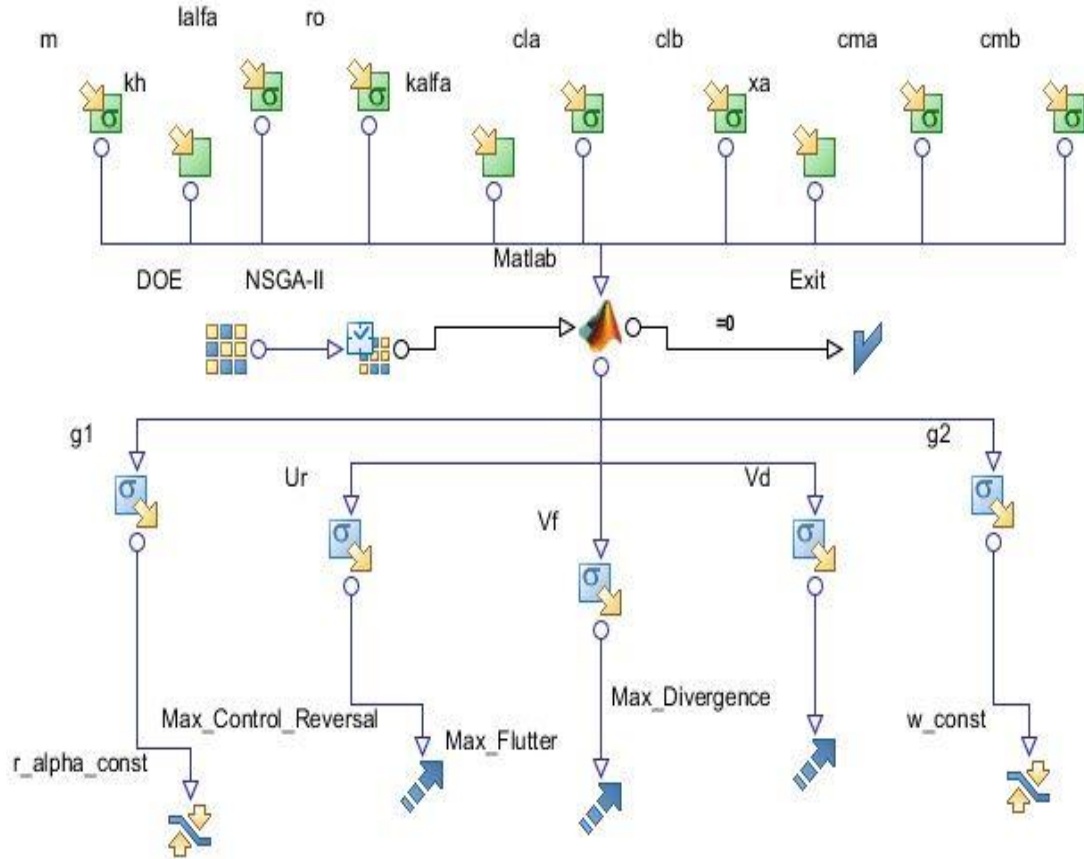 Ialfa ro
m cla clb cma cmb
kh kalfa xa
σ σ σ σ σ σ σ
Matlab
DOE NSGA-II Exit
=0
g1 g2
Ur Vd
σ σ
Vf
σ σ
σ
Max_Divergence
Max_Control_Reversal w_const
Max_Flutter
r_alpha_const